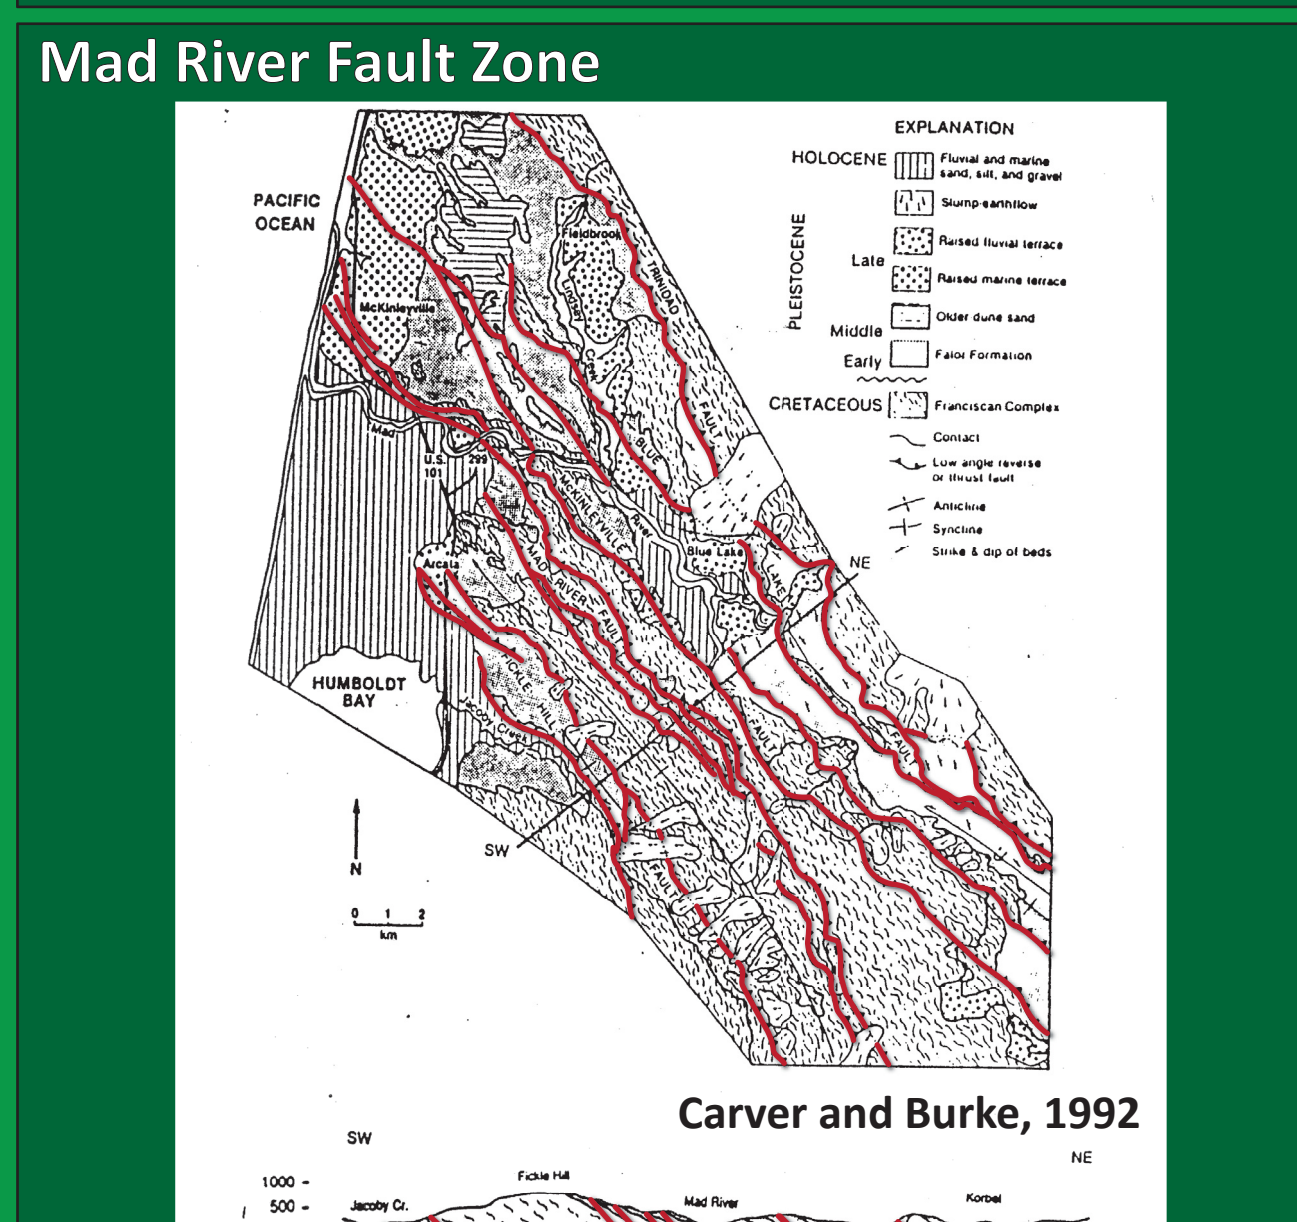 Mad River Fault Zone
EXPLANATION
HOLOCENE
Fluvial and marine
sand, silt, and gravel
Slump-earthflow
PLEISTOCENE
Raised fluvial terrace
Late
Raised marine terrace
Older dune sand
Middle
Early
Falor Formation
CRETACEOUS
Franciscan Complex
Contact
Low angle reverse
or thrust fault
Anticline
Syncline
Strike & dip of beds
PACIFIC
OCEAN
Fieldbrook
TRINIDAD
FAULT
Lindsey
Creek
McKinleyville
Mad
River
U.S.
101
299
BLUE
LAKE
FAULT
McKINLEYVILLE
FAULT
MAD RIVER
FAULT
Blue Lake
NE
Arcata
FICKLE HILL
FAULT
Jacoby Creek
HUMBOLDT
BAY
SW
N
0 1 2
km
Carver and Burke, 1992
SW
NE
1000
500
Jacoby Cr.
Fickle Hill
Mad River
Korbel